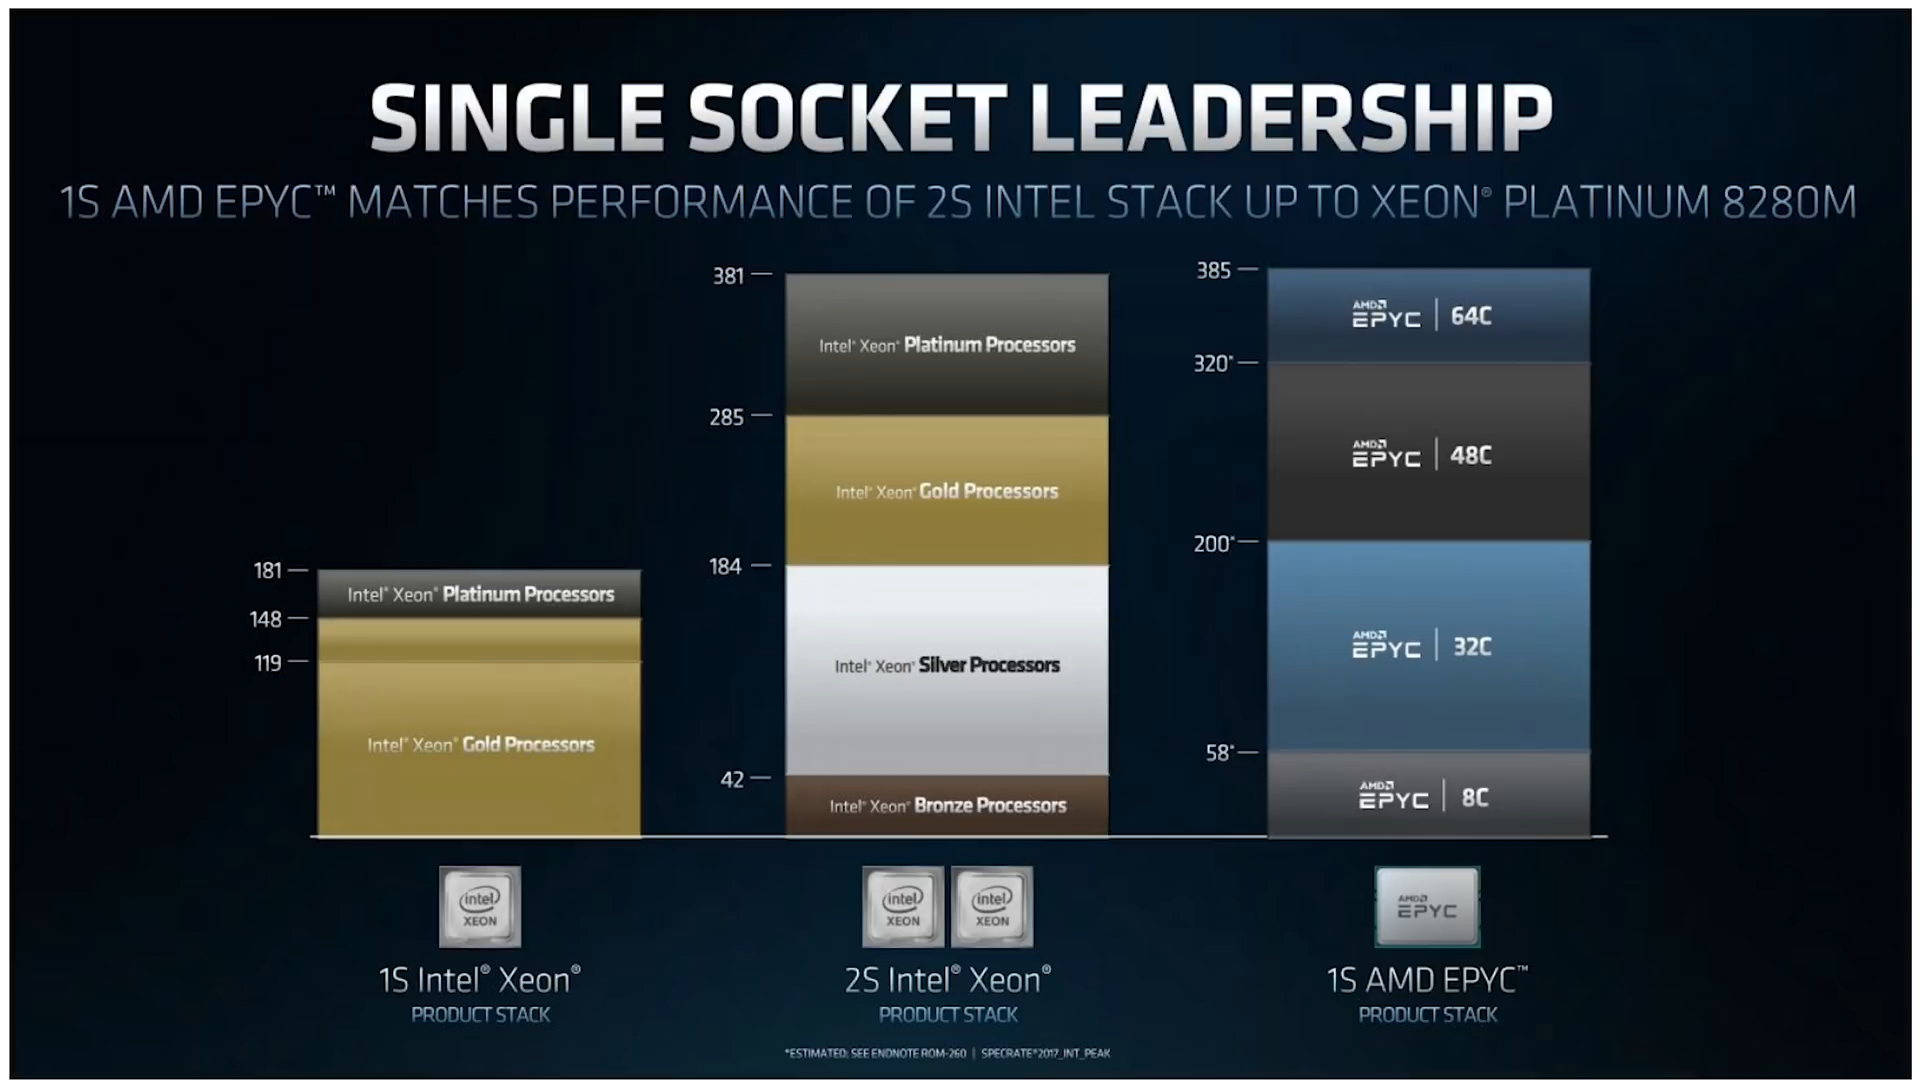 SINGLE SOCKET LEADERSHIP
1S AMD EPYC™ MATCHES PERFORMANCE OF 2S INTEL STACK UP TO XEON® PLATINUM 8280M
181
148
119
Intel® Xeon® Platinum Processors
Intel® Xeon® Gold Processors
381
285
184
42
Intel® Xeon® Platinum Processors
Intel® Xeon® Gold Processors
Intel® Xeon® Silver Processors
Intel® Xeon® Bronze Processors
385
320*
200*
58*
AMD EPYC | 64C
AMD EPYC | 48C
AMD EPYC | 32C
AMD EPYC | 8C
intel XEON
1S Intel® Xeon®
PRODUCT STACK
intel XEON
intel XEON
2S Intel® Xeon®
PRODUCT STACK
AMD EPYC
1S AMD EPYC™
PRODUCT STACK
*ESTIMATED: SEE ENDNOTE ROM-260 | SPECRATE®2017_INT_PEAK